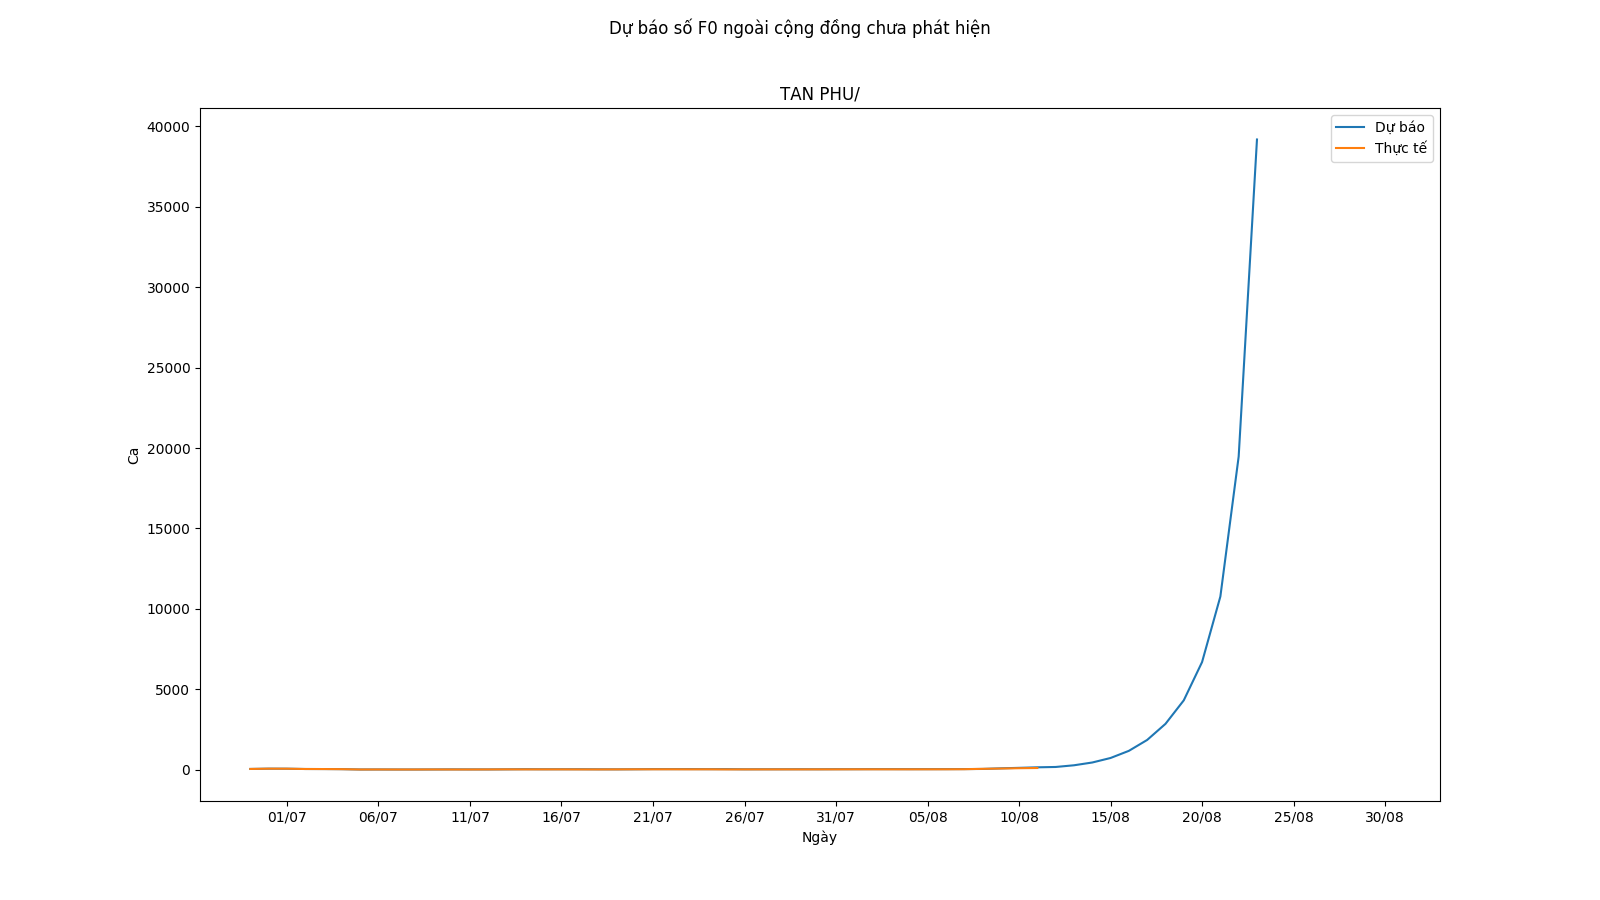 Dự báo số F0 ngoài cộng đồng chưa phát hiện
TAN PHU/
Dự báo
Thực tế
Ca
40000
35000
30000
25000
20000
15000
10000
5000
0
01/07 06/07 11/07 16/07 21/07 26/07 31/07 05/08 10/08 15/08 20/08 25/08 30/08
Ngày